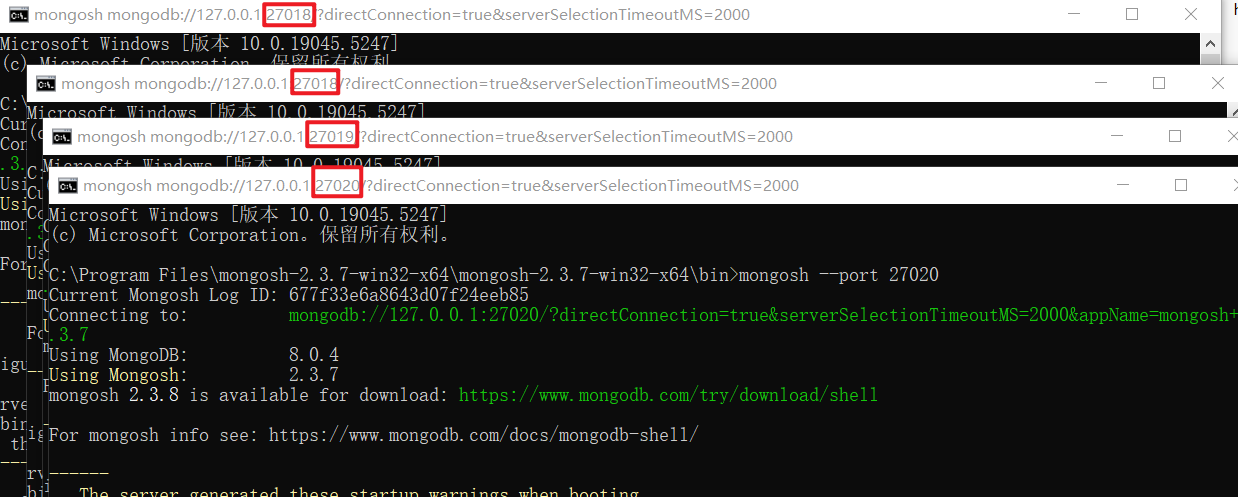 mongosh mongodb://127.0.0.1:27018/?directConnection=true&serverSelectionTimeoutMS=2000
Microsoft Windows [版本 10.0.19045.5247]
(c) Microsoft Corporation。保留所有权利
mongosh mongodb://127.0.0.1:27018/?directConnection=true&serverSelectionTimeoutMS=2000
Microsoft Windows [版本 10.0.19045.5247]
mongosh mongodb://127.0.0.1:27019/?directConnection=true&serverSelectionTimeoutMS=2000
Microsoft Windows [版本 10.0.19045.5247]
mongosh mongodb://127.0.0.1:27020/?directConnection=true&serverSelectionTimeoutMS=2000
Microsoft Windows [版本 10.0.19045.5247]
(c) Microsoft Corporation。保留所有权利。
C:\Program Files\mongosh-2.3.7-win32-x64\mongosh-2.3.7-win32-x64\bin>mongosh --port 27020
Current Mongosh Log ID: 677f33e6a8643d07f24eeb85
Connecting to: mongodb://127.0.0.1:27020/?directConnection=true&serverSelectionTimeoutMS=2000&appName=mongosh+
.3.7
Using MongoDB: 8.0.4
Using Mongosh: 2.3.7
mongosh 2.3.8 is available for download: https://www.mongodb.com/try/download/shell
For mongosh info see: https://www.mongodb.com/docs/mongodb-shell/
------
The server generated these startup warnings when booting